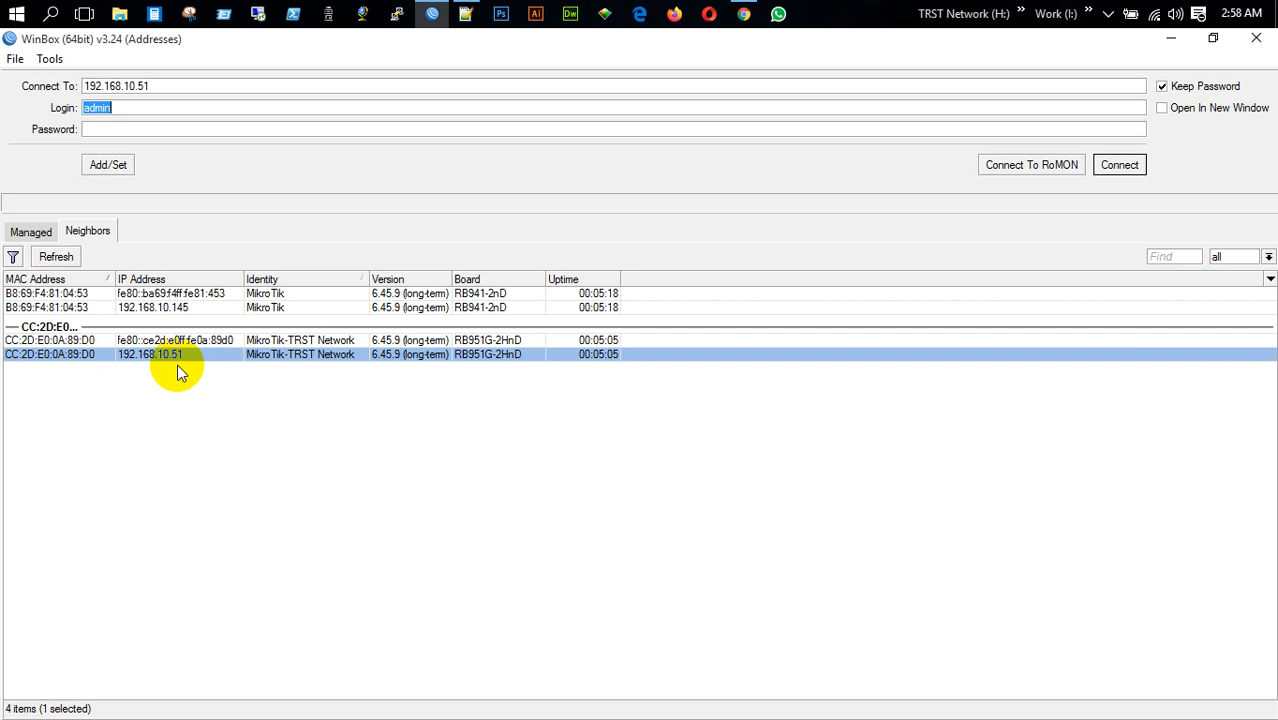 TRST Network (H:) » Work (I:) » 2:58 AM
WinBox (64bit) v3.24 (Addresses)
File Tools
Connect To: 192.168.10.51 Keep Password
Login: admin Open In New Window
Password:
Add/Set Connect To RoMON Connect
Managed Neighbors
Refresh Find all
MAC Address IP Address Identity Version Board Uptime
B8:69:F4:81:04:53 fe80::ba69:f4ff:fe81:453 MikroTik 6.45.9 (long-term) RB941-2nD 00:05:18
B8:69:F4:81:04:53 192.168.10.145 MikroTik 6.45.9 (long-term) RB941-2nD 00:05:18
CC:2D:E0...
CC:2D:E0:0A:89:D0 fe80::ce2d:e0ff:fe0a:89d0 MikroTik-TRST Network 6.45.9 (long-term) RB951G-2HnD 00:05:05
CC:2D:E0:0A:89:D0 192.168.10.51 MikroTik-TRST Network 6.45.9 (long-term) RB951G-2HnD 00:05:05
4 items (1 selected)